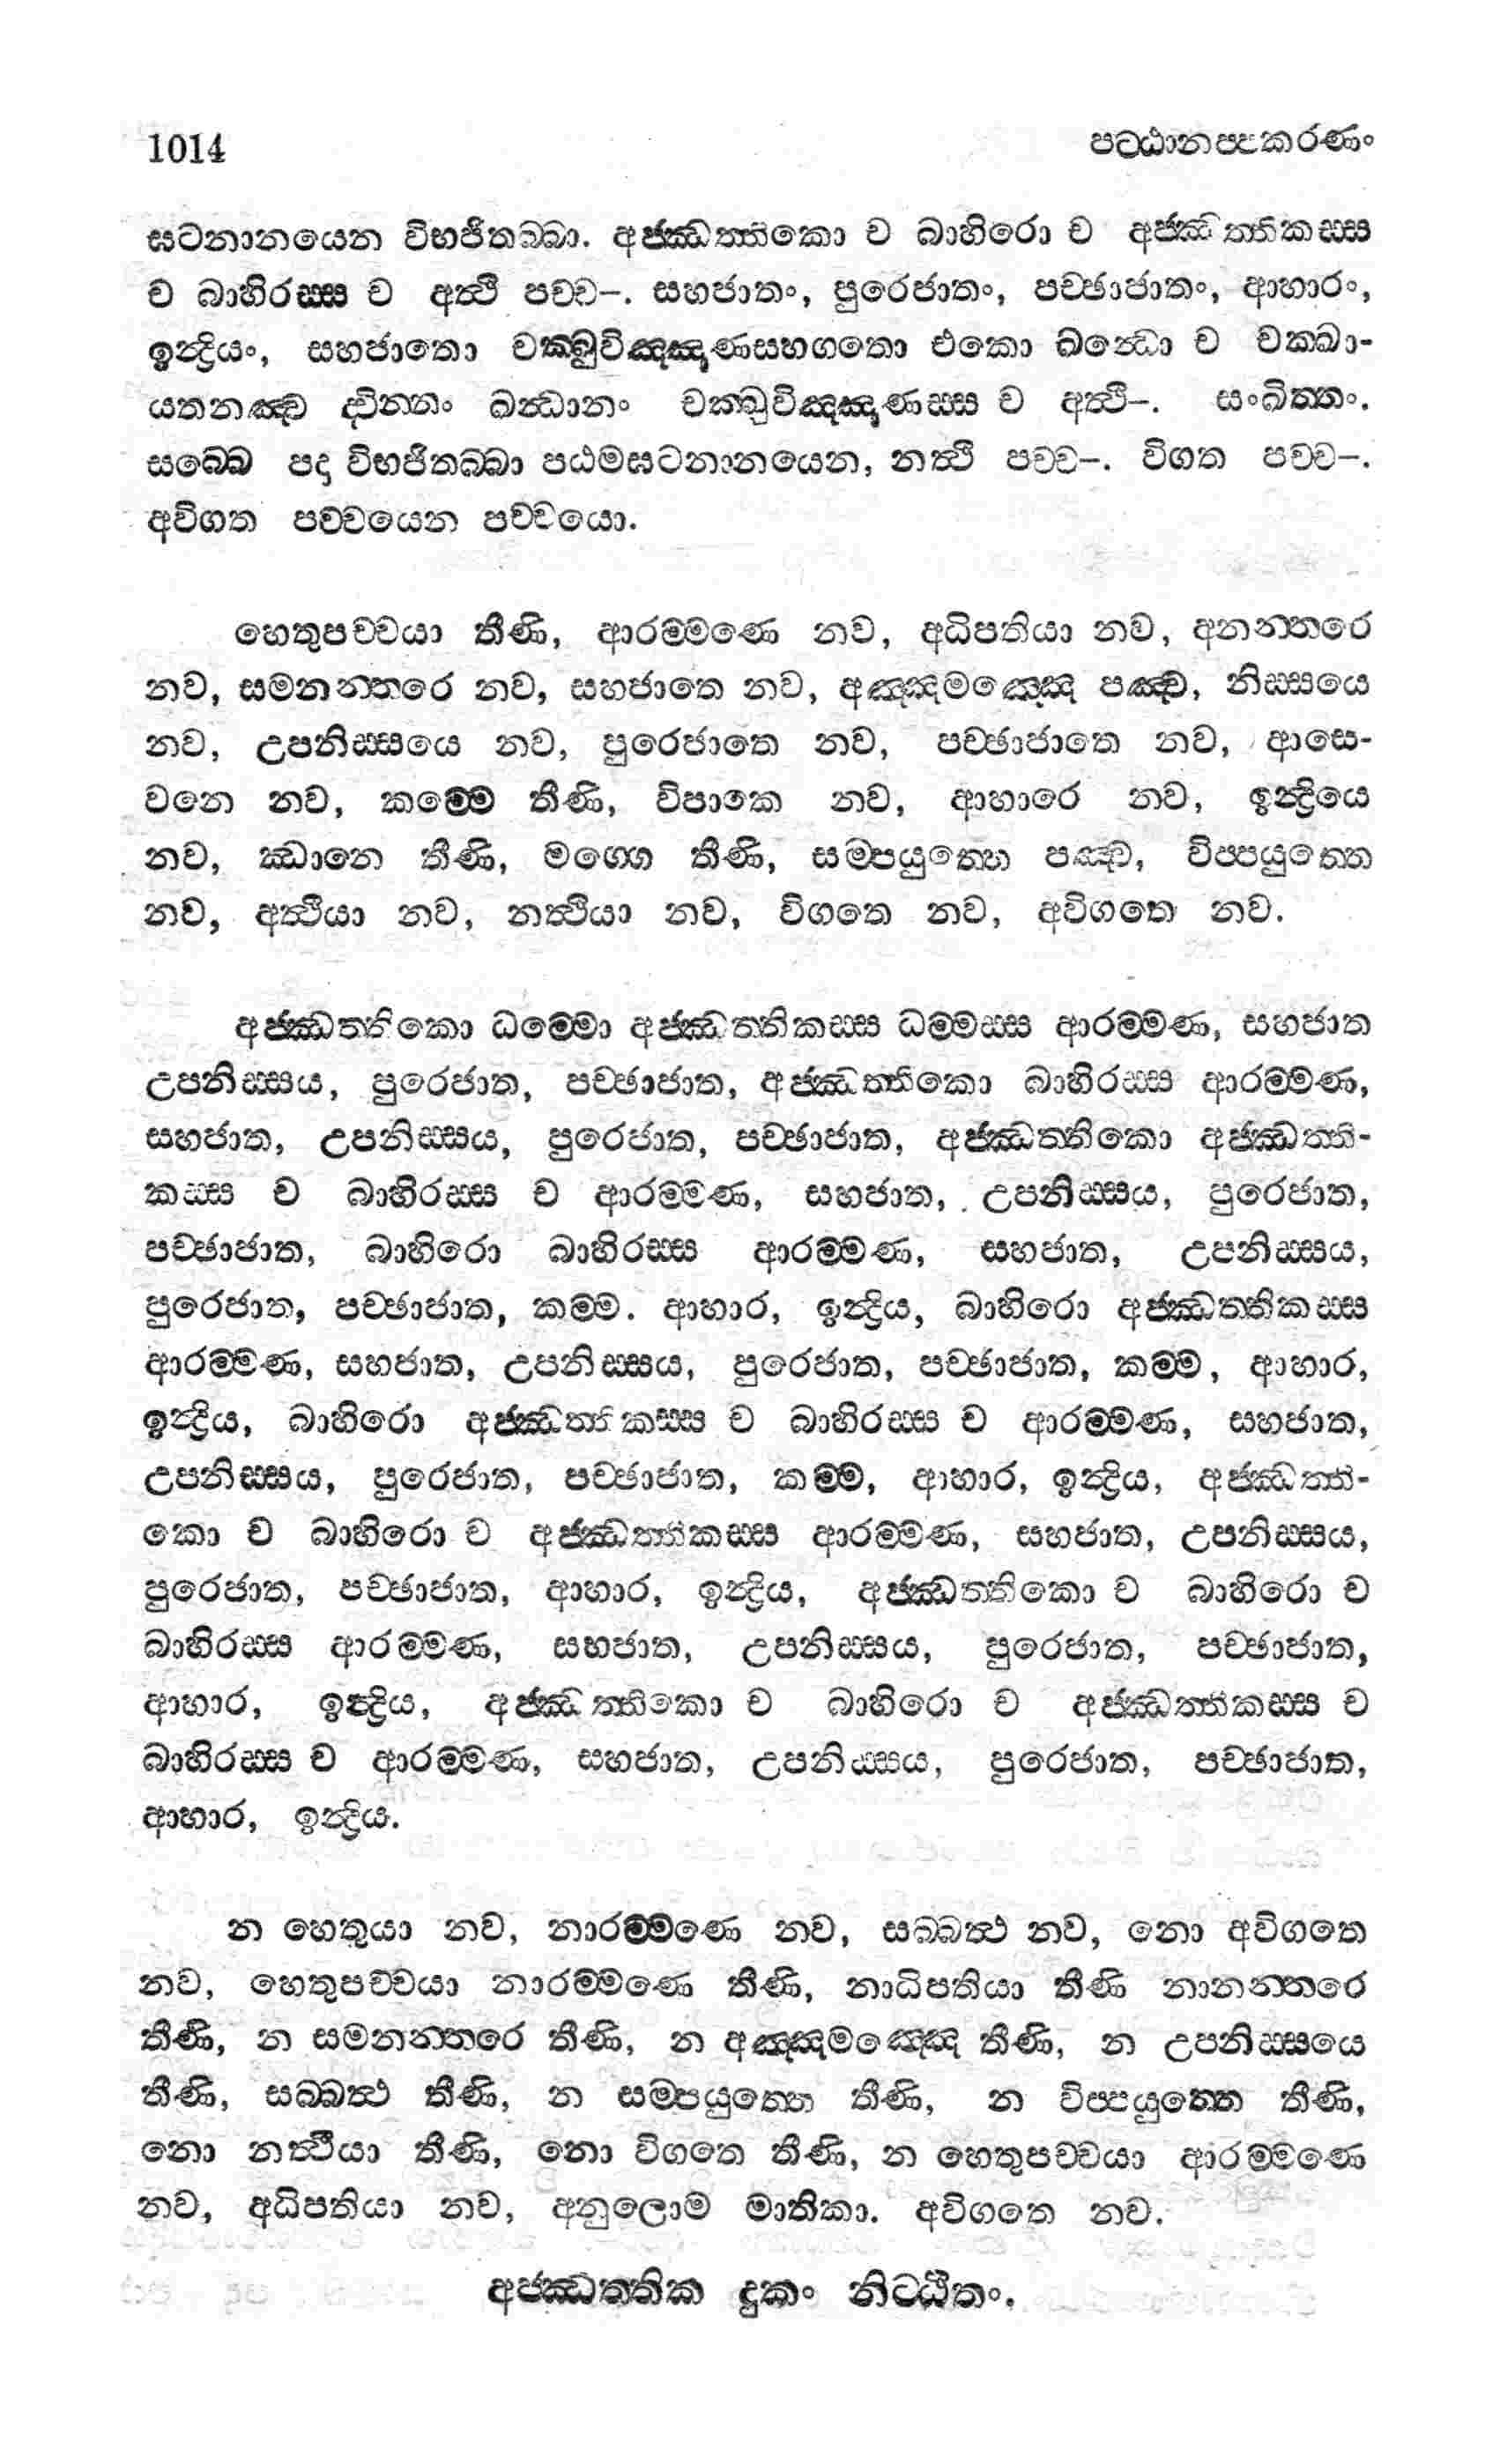 1014 පට්ඨානප්පකරණං
ඝටනානයෙන විභජිතබ්බා. අජ්ඣත්තිකො ච බාහිරො ච අජ්ඣත්තිකස්ස
ච බාහිරස්ස ච අත්ථි පච්ච–. සහජාතං, පුරෙජාතං, පච්ඡාජාතං, ආහාරං,
ඉන්ද්‍රියං, සහජාතො චක්ඛුවිඤ්ඤාණසහගතො එකො ඛන්ධො ච චක්ඛා-
යතනඤ්ච ද්වින්නං ඛන්ධානං චක්ඛුවිඤ්ඤාණස්ස ච අත්ථි–. සංඛිත්තං.
සබ්බෙ පදා විභජිතබ්බා පඨමඝටනානයෙන, නත්ථි පච්ච–. විගත පච්ච–.
අවිගත පච්චයෙන පච්චයො.
හෙතුපච්චයා තීණි, ආරම්මණෙ නව, අධිපතියා නව, අනන්තරෙ
නව, සමනන්තරෙ නව, සහජාතෙ නව, අඤ්ඤමඤ්ඤෙ පඤ්ච, නිස්සයෙ
නව, උපනිස්සයෙ නව, පුරෙජාතෙ නව, පච්ඡාජාතෙ නව, ආසෙ-
වනෙ නව, කම්මෙ තීණි, විපාකෙ නව, ආහාරෙ නව, ඉන්ද්‍රියෙ
නව, ඣානෙ තීණි, මග්ගෙ තීණි, සම්පයුත්තෙ පඤ්ච, විප්පයුත්තෙ
නව, අත්ථියා නව, නත්ථියා නව, විගතෙ නව, අවිගතෙ නව.
අජ්ඣත්තිකො ධම්මො අජ්ඣත්තිකස්ස ධම්මස්ස ආරම්මණ, සහජාත
උපනිස්සය, පුරෙජාත, පච්ඡාජාත, අජ්ඣත්තිකො බාහිරස්ස ආරම්මණ,
සහජාත, උපනිස්සය, පුරෙජාත, පච්ඡාජාත, අජ්ඣත්තිකො අජ්ඣත්ති-
කස්ස ච බාහිරස්ස ච ආරම්මණ, සහජාත, උපනිස්සය, පුරෙජාත,
පච්ඡාජාත, බාහිරො බාහිරස්ස ආරම්මණ, සහජාත, උපනිස්සය,
පුරෙජාත, පච්ඡාජාත, කම්ම. ආහාර, ඉන්ද්‍රිය, බාහිරො අජ්ඣත්තිකස්ස
ආරම්මණ, සහජාත, උපනිස්සය, පුරෙජාත, පච්ඡාජාත, කම්ම, ආහාර,
ඉන්ද්‍රිය, බාහිරො අජ්ඣත්තිකස්ස ච බාහිරස්ස ච ආරම්මණ, සහජාත,
උපනිස්සය, පුරෙජාත, පච්ඡාජාත, කම්ම, ආහාර, ඉන්ද්‍රිය, අජ්ඣත්ති-
කො ච බාහිරො ච අජ්ඣත්තිකස්ස ආරම්මණ, සහජාත, උපනිස්සය,
පුරෙජාත, පච්ඡාජාත, ආහාර, ඉන්ද්‍රිය, අජ්ඣත්තිකො ච බාහිරො ච
බාහිරස්ස ආරම්මණ, සහජාත, උපනිස්සය, පුරෙජාත, පච්ඡාජාත,
ආහාර, ඉන්ද්‍රිය, අජ්ඣත්තිකො ච බාහිරො ච අජ්ඣත්තිකස්ස ච
බාහිරස්ස ච ආරම්මණ, සහජාත, උපනිස්සය, පුරෙජාත, පච්ඡාජාත,
ආහාර, ඉන්ද්‍රිය.
න හෙතුයා නව, නාරම්මණෙ නව, සබ්බත්ථ නව, නො අවිගතෙ
නව, හෙතුපච්චයා නාරම්මණෙ තීණි, නාධිපතියා තීණි නානන්තරෙ
තීණි, න සමනන්තරෙ තීණි, න අඤ්ඤමඤ්ඤෙ තීණි, න උපනිස්සයෙ
තීණි, සබ්බත්ථ තීණි, න සම්පයුත්තෙ තීණි, න විප්පයුත්තෙ තීණි,
නො නත්ථියා තීණි, නො විගතෙ තීණි, න හෙතුපච්චයා ආරම්මණෙ
නව, අධිපතියා නව, අනුලොම මාතිකා. අවිගතෙ නව.
අජ්ඣත්තික දුකං නිට්ඨිතං.